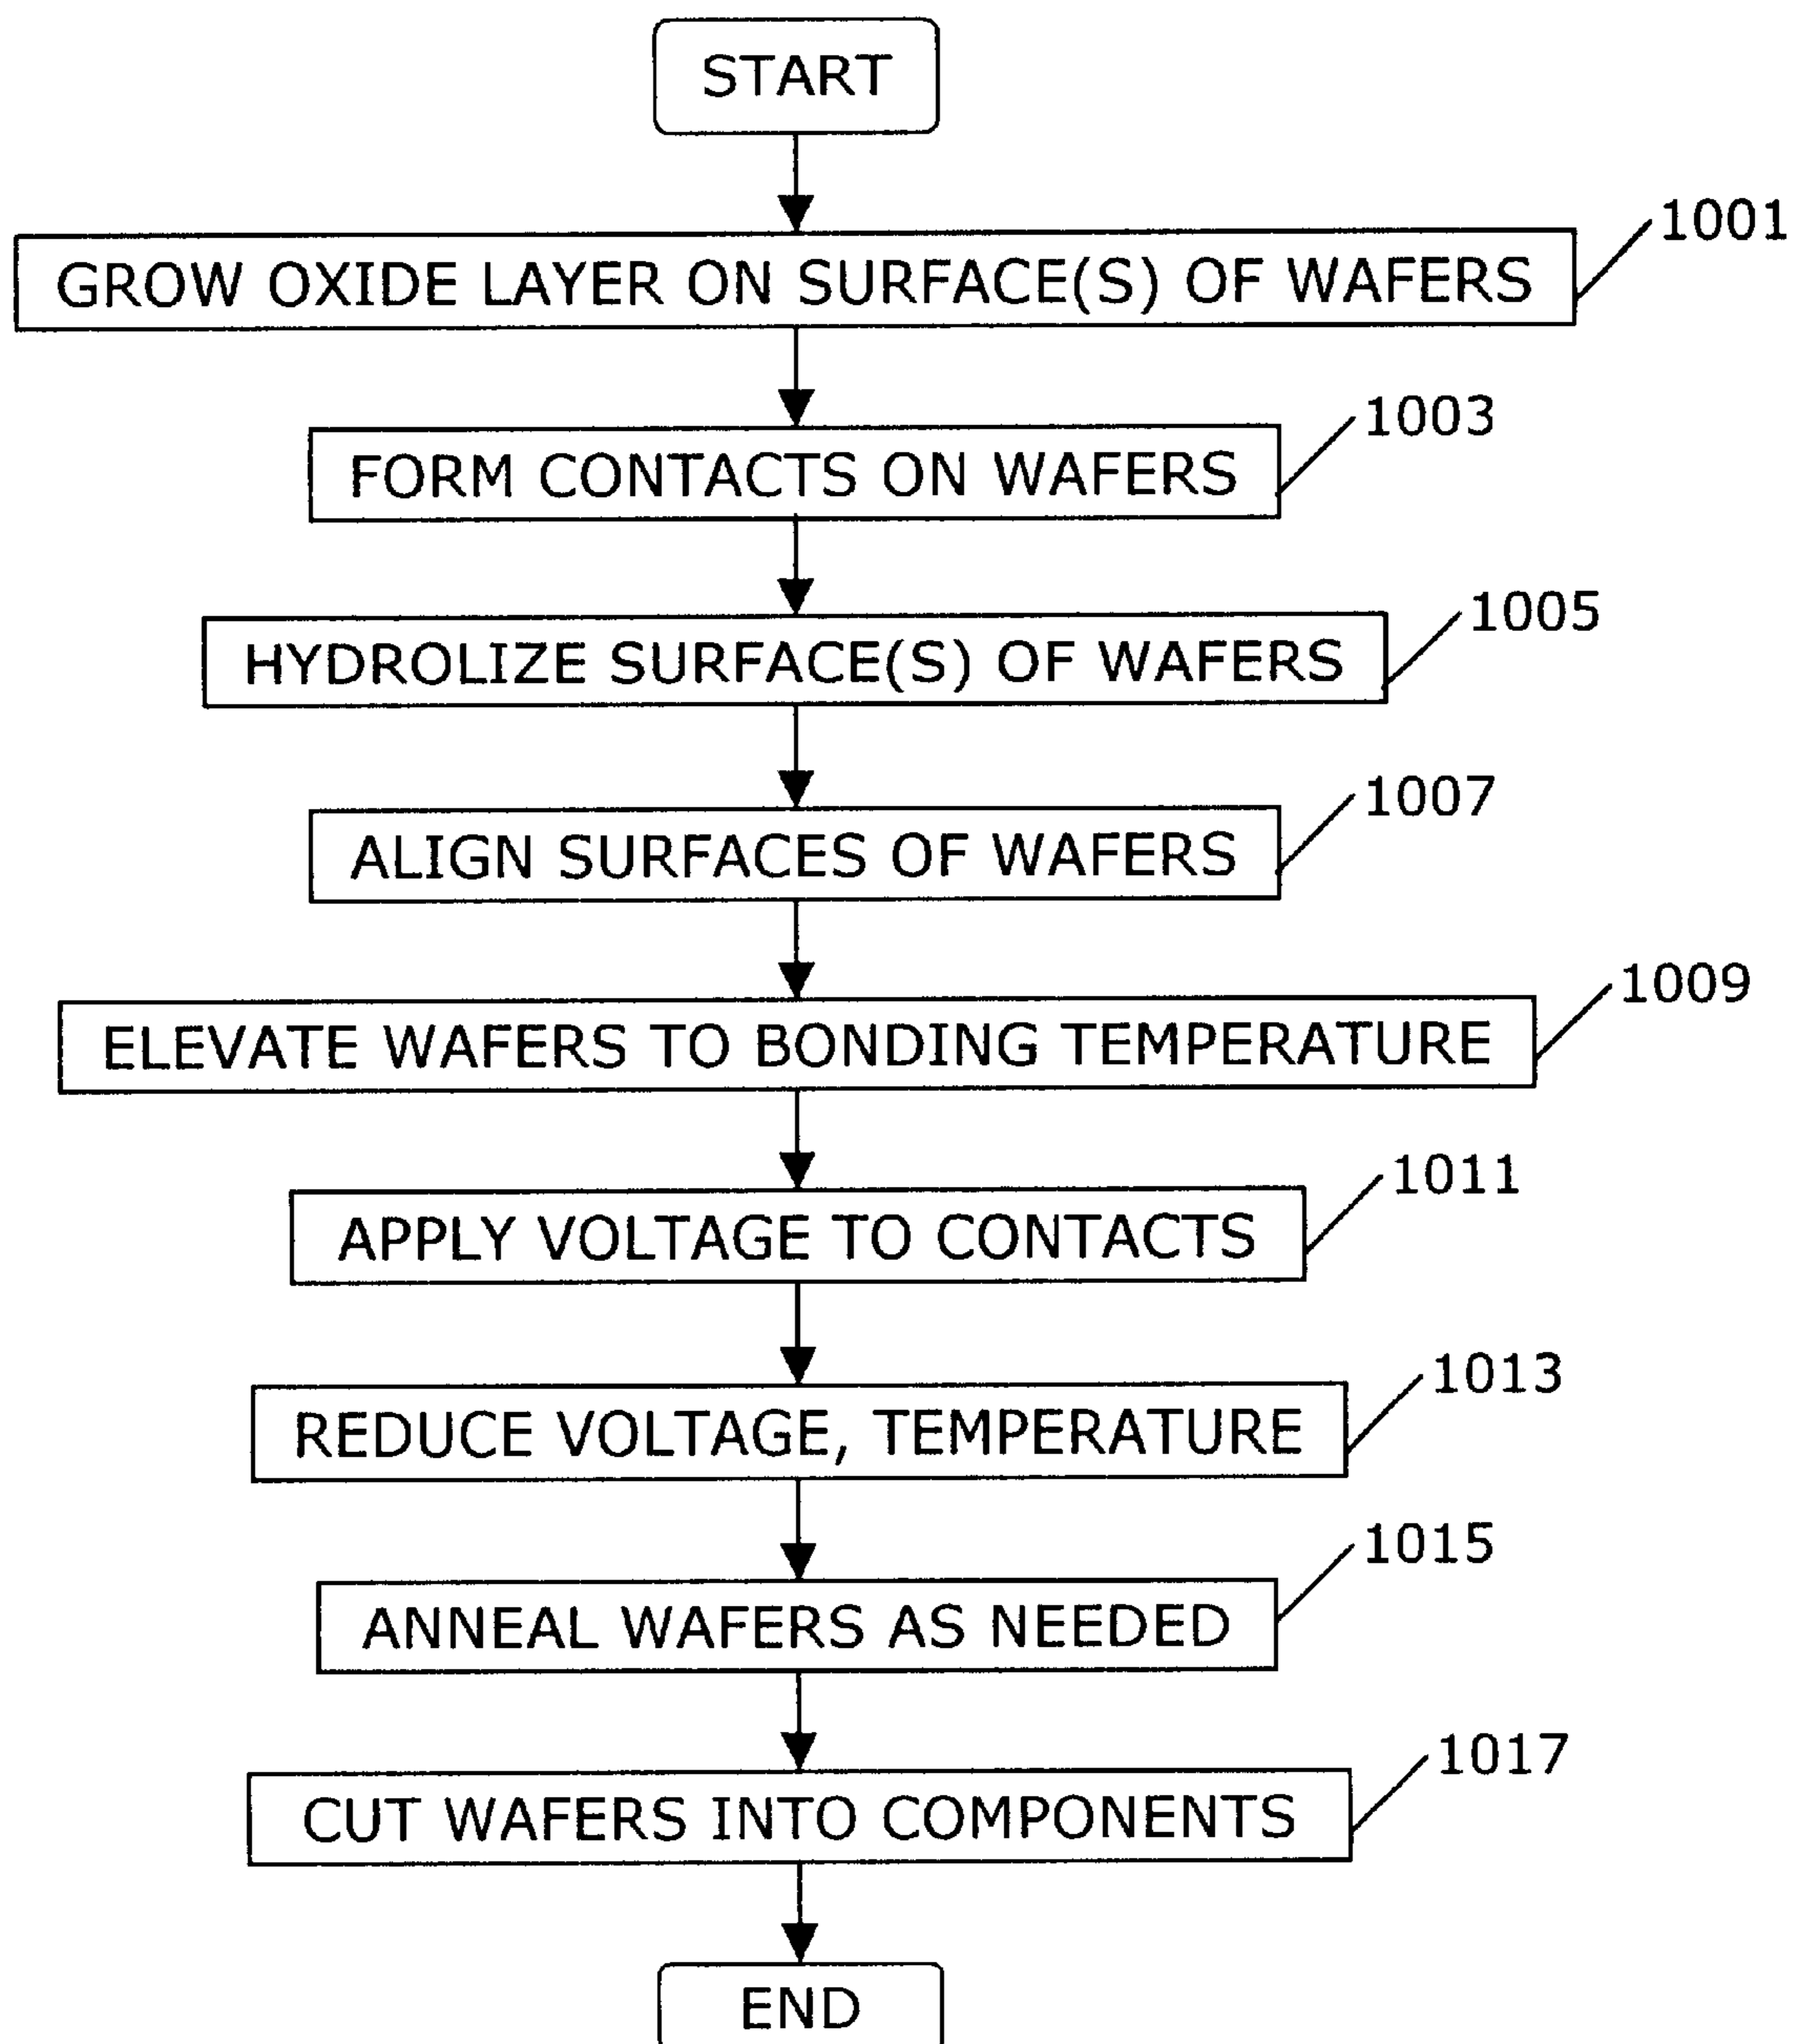 START
1001
GROW OXIDE LAYER ON SURFACE(S) OF WAFERS
1003
FORM CONTACTS ON WAFERS
1005
HYDROLIZE SURFACE(S) OF WAFERS
1007
ALIGN SURFACES OF WAFERS
1009
ELEVATE WAFERS TO BONDING TEMPERATURE
1011
APPLY VOLTAGE TO CONTACTS
1013
REDUCE VOLTAGE, TEMPERATURE
1015
ANNEAL WAFERS AS NEEDED
1017
CUT WAFERS INTO COMPONENTS
END